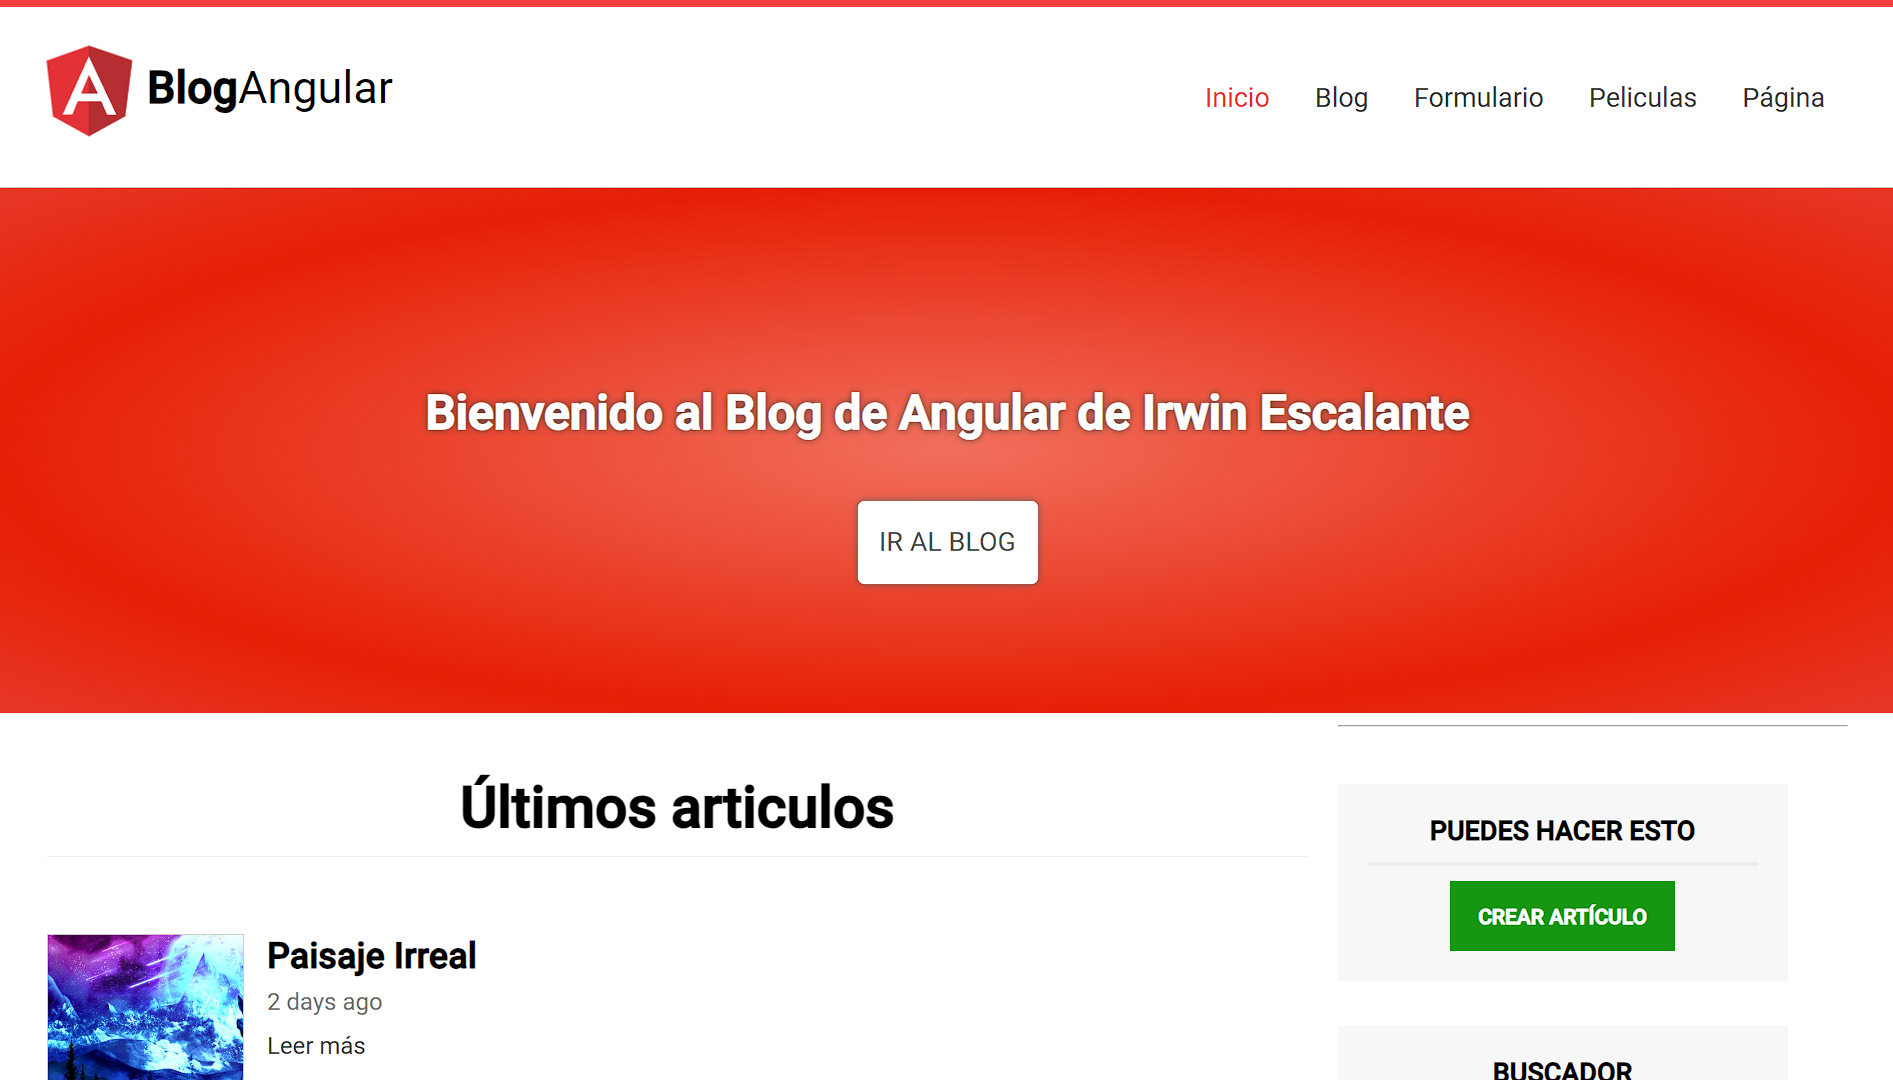 BlogAngular
Inicio Blog Formulario Peliculas Página
Bienvenido al Blog de Angular de Irwin Escalante
IR AL BLOG
Últimos articulos
Paisaje Irreal
2 days ago
Leer más
PUEDES HACER ESTO
CREAR ARTÍCULO
BUSCADOR